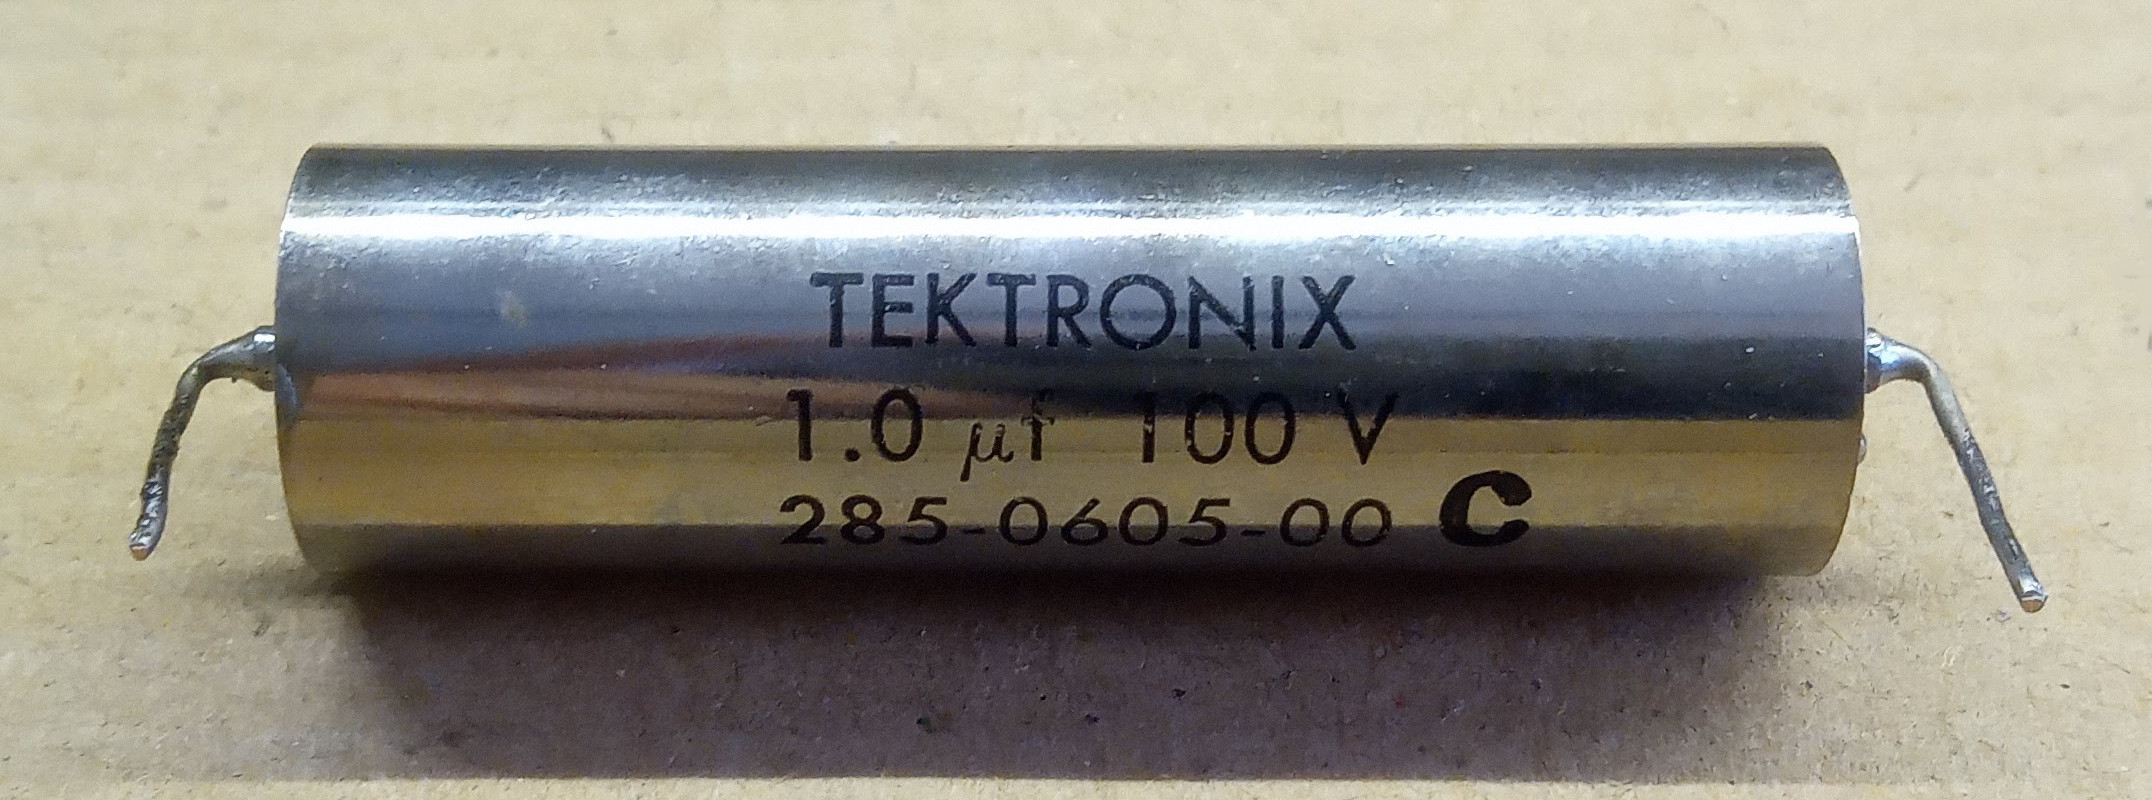 TEKTRONIX
1.0 µf 100 V
285-0605-00 C